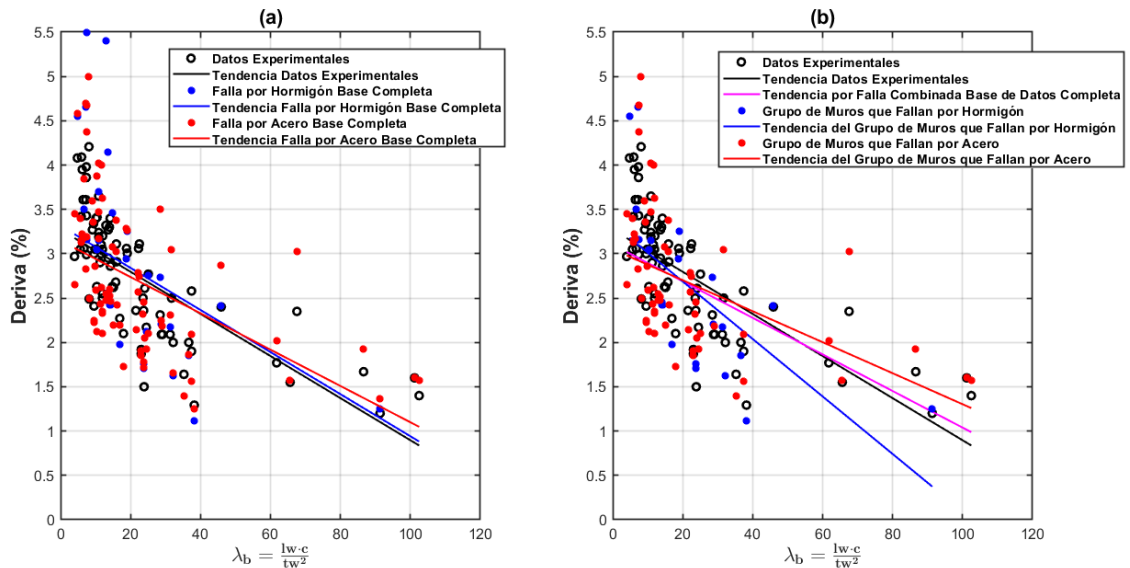 (a)
5.5
5
4.5
4
3.5
3
2.5
2
1.5
1
0.5
0
Deriva (%)
0 20 40 60 80 100 120
λb = lw·c / tw²
Datos Experimentales
Tendencia Datos Experimentales
Falla por Hormigón Base Completa
Tendencia Falla por Hormigón Base Completa
Falla por Acero Base Completa
Tendencia Falla por Acero Base Completa
(b)
5.5
5
4.5
4
3.5
3
2.5
2
1.5
1
0.5
0
Deriva (%)
0 20 40 60 80 100 120
λb = lw·c / tw²
Datos Experimentales
Tendencia Datos Experimentales
Tendencia por Falla Combinada Base de Datos Completa
Grupo de Muros que Fallan por Hormigón
Tendencia del Grupo de Muros que Fallan por Hormigón
Grupo de Muros que Fallan por Acero
Tendencia del Grupo de Muros que Fallan por Acero